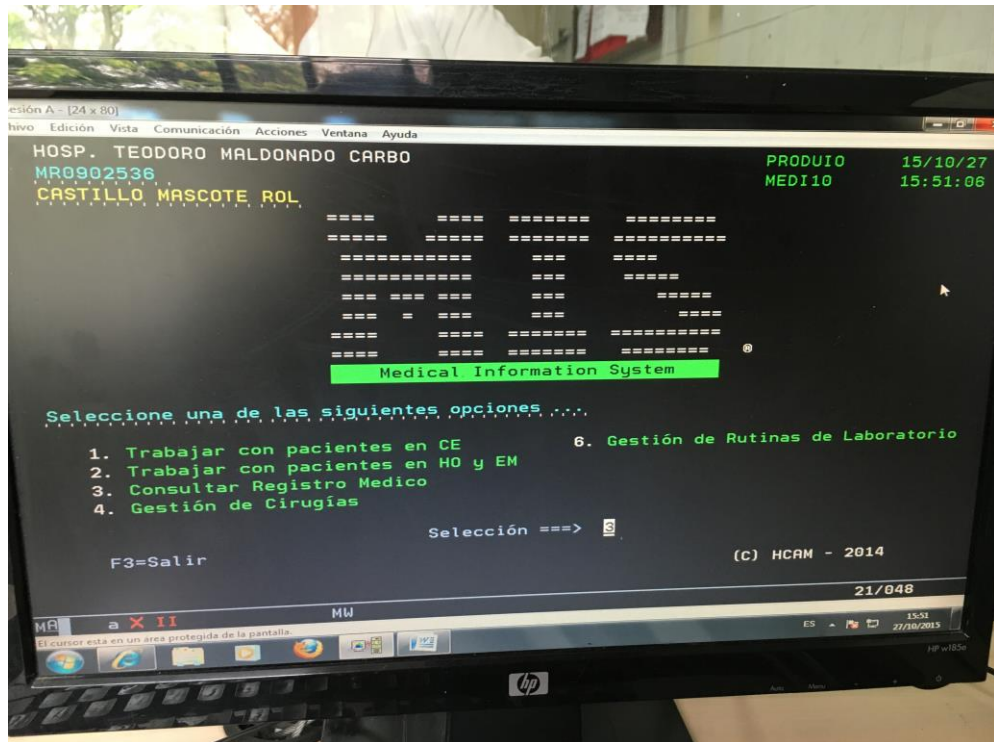 esión A - [24 x 80]
hivo Edición Vista Comunicación Acciones Ventana Ayuda
HOSP. TEODORO MALDONADO CARBO
PRODUIO 15/10/27
MR0902536
MEDI10 15:51:06
CASTILLO MASCOTE ROL
MIS
®
Medical Information System
Seleccione una de las siguientes opciones ...
1. Trabajar con pacientes en CE
6. Gestión de Rutinas de Laboratorio
2. Trabajar con pacientes en HO y EM
3. Consultar Registro Medico
4. Gestión de Cirugías
Selección ===> 3
F3=Salir
(C) HCAM - 2014
21/048
MA a X II MW
El cursor esta en un área protegida de la pantalla.
ES
15:51
27/10/2015
HP w185e
hp
Auto Menu - +